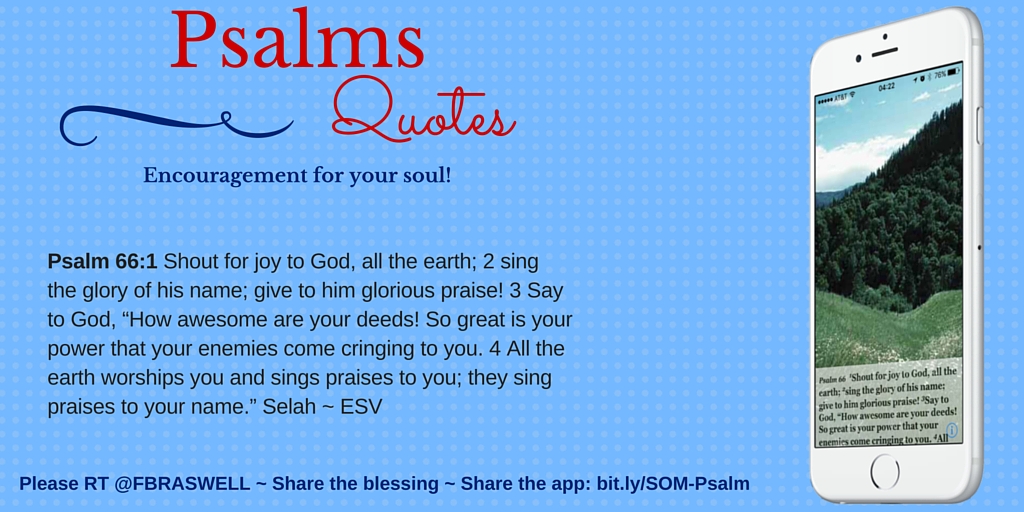 Psalms
Quotes
Encouragement for your soul!
Psalm 66:1 Shout for joy to God, all the earth; 2 sing
the glory of his name; give to him glorious praise! 3 Say
to God, “How awesome are your deeds! So great is your
power that your enemies come cringing to you. 4 All the
earth worships you and sings praises to you; they sing
praises to your name.” Selah ~ ESV
Please RT @FBRASWELL ~ Share the blessing ~ Share the app: bit.ly/SOM-Psalm
AT&T 04:22 76%
Psalm 66 ¹Shout for joy to God, all the
earth; ²sing the glory of his name;
give to him glorious praise! ³Say to
God, “How awesome are your deeds!
So great is your power that your
enemies come cringing to you. ⁴All